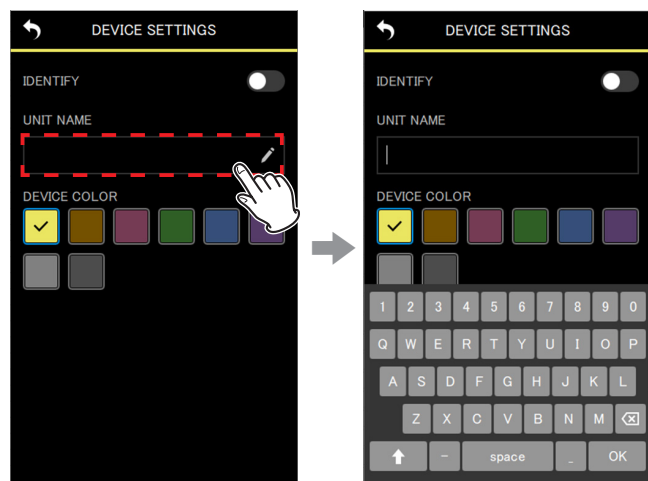 DEVICE SETTINGS
IDENTIFY
UNIT NAME
DEVICE COLOR
DEVICE SETTINGS
IDENTIFY
UNIT NAME
DEVICE COLOR
1 2 3 4 5 6 7 8 9 0
Q W E R T Y U I O P
A S D F G H J K L
Z X C V B N M
- space _ OK